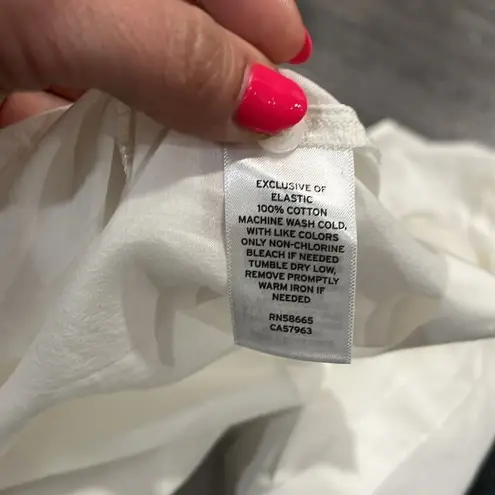 EXCLUSIVE OF
ELASTIC
100% COTTON
MACHINE WASH COLD,
WITH LIKE COLORS
ONLY NON-CHLORINE
BLEACH IF NEEDED
TUMBLE DRY LOW,
REMOVE PROMPTLY
WARM IRON IF
NEEDED
RN58665
CA57963